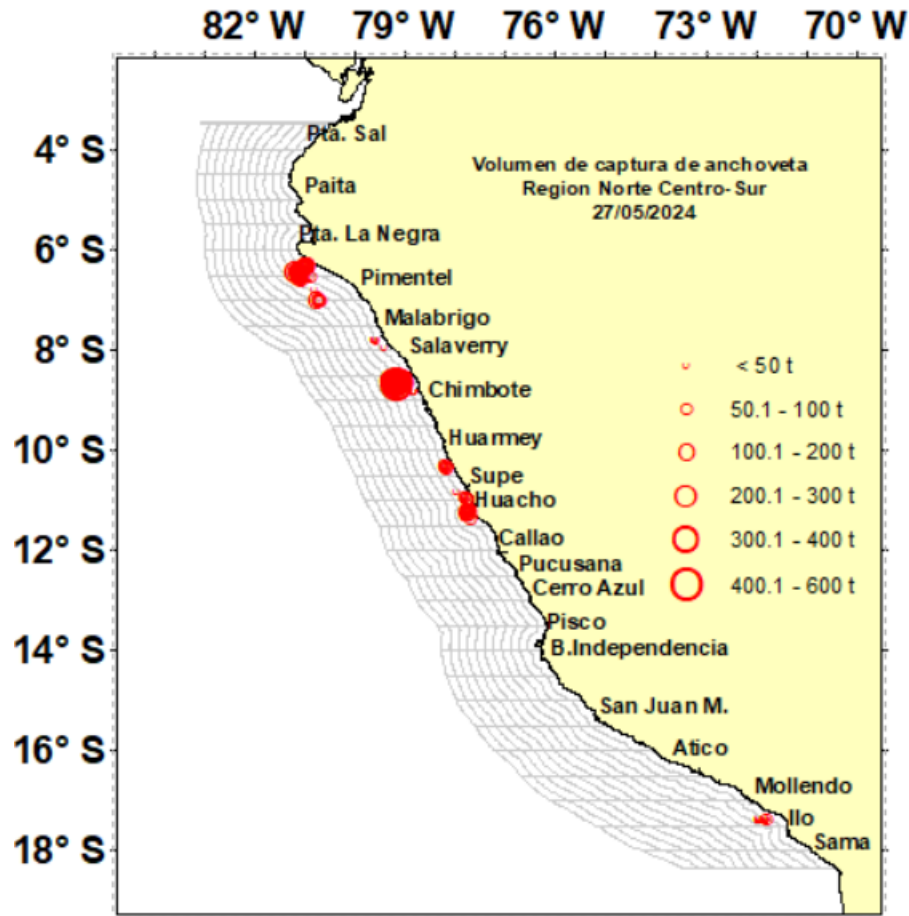 82° W 79° W 76° W 73° W 70° W
4° S
6° S
8° S
10° S
12° S
14° S
16° S
18° S
Volumen de captura de anchoveta
Region Norte Centro-Sur
27/05/2024
Pta. Sal
Paita
Pta. La Negra
Pimentel
Malabrigo
Salaverry
Chimbote
Huarmey
Supe
Huacho
Callao
Pucusana
Cerro Azul
Pisco
B.Independencia
San Juan M.
Atico
Mollendo
Ilo
Sama
< 50 t
50.1 - 100 t
100.1 - 200 t
200.1 - 300 t
300.1 - 400 t
400.1 - 600 t